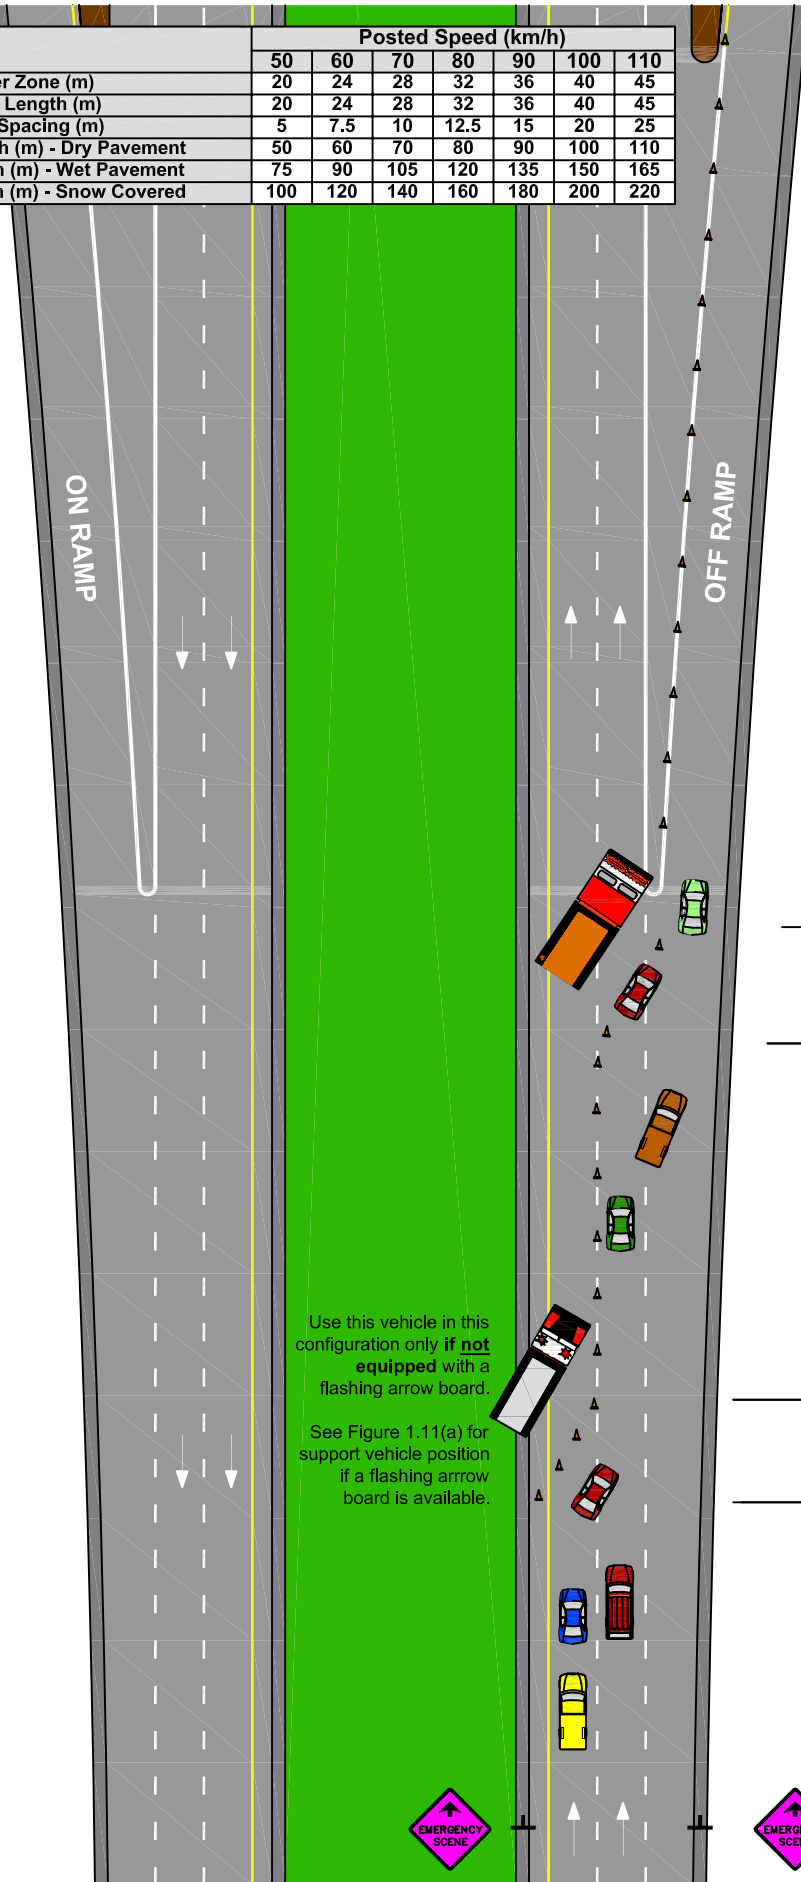 Posted Speed (km/h)
50 60 70 80 90 100 110
Zone (m) 20 24 28 32 36 40 45
Length (m) 20 24 28 32 36 40 45
Spacing (m) 5 7.5 10 12.5 15 20 25
(m) - Dry Pavement 50 60 70 80 90 100 110
(m) - Wet Pavement 75 90 105 120 135 150 165
(m) - Snow Covered 100 120 140 160 180 200 220
ON RAMP
OFF RAMP
Use this vehicle in this
configuration only if not
equipped with a
flashing arrow board.
See Figure 1.11(a) for
support vehicle position
if a flashing arrrow
board is available.
EMERGENCY
SCENE